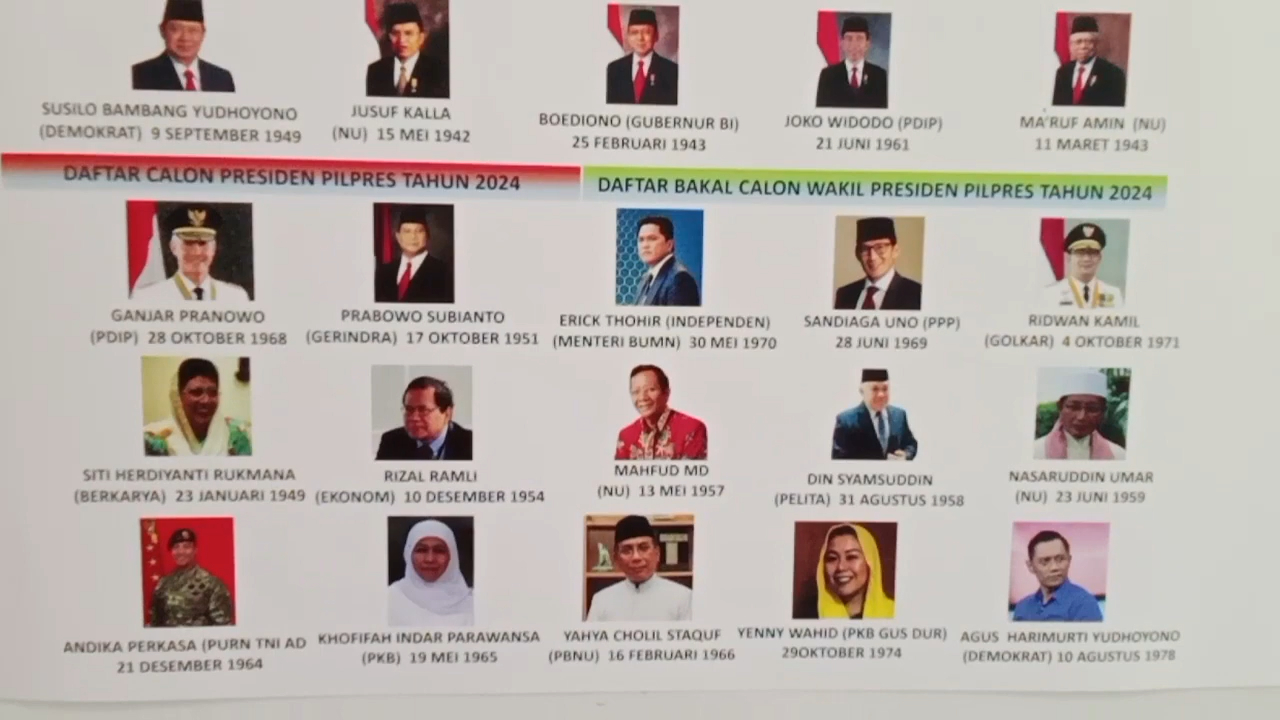 SUSILO BAMBANG YUDHOYONO
(DEMOKRAT) 9 SEPTEMBER 1949
JUSUF KALLA
(NU) 15 MEI 1942
BOEDIONO (GUBERNUR BI)
25 FEBRUARI 1943
JOKO WIDODO (PDIP)
21 JUNI 1961
MA'RUF AMIN (NU)
11 MARET 1943
DAFTAR CALON PRESIDEN PILPRES TAHUN 2024
DAFTAR BAKAL CALON WAKIL PRESIDEN PILPRES TAHUN 2024
GANJAR PRANOWO
(PDIP) 28 OKTOBER 1968
PRABOWO SUBIANTO
(GERINDRA) 17 OKTOBER 1951
ERICK THOHIR (INDEPENDEN)
(MENTERI BUMN) 30 MEI 1970
SANDIAGA UNO (PPP)
28 JUNI 1969
RIDWAN KAMIL
(GOLKAR) 4 OKTOBER 1971
SITI HERDIYANTI RUKMANA
(BERKARYA) 23 JANUARI 1949
RIZAL RAMLI
(EKONOM) 10 DESEMBER 1954
MAHFUD MD
(NU) 13 MEI 1957
DIN SYAMSUDDIN
(PELITA) 31 AGUSTUS 1958
NASARUDDIN UMAR
(NU) 23 JUNI 1959
ANDIKA PERKASA (PURN TNI AD
21 DESEMBER 1964
KHOFIFAH INDAR PARAWANSA
(PKB) 19 MEI 1965
YAHYA CHOLIL STAQUF
(PBNU) 16 FEBRUARI 1966
YENNY WAHID (PKB GUS DUR)
29OKTOBER 1974
AGUS HARIMURTI YUDHOYONO
(DEMOKRAT) 10 AGUSTUS 1978